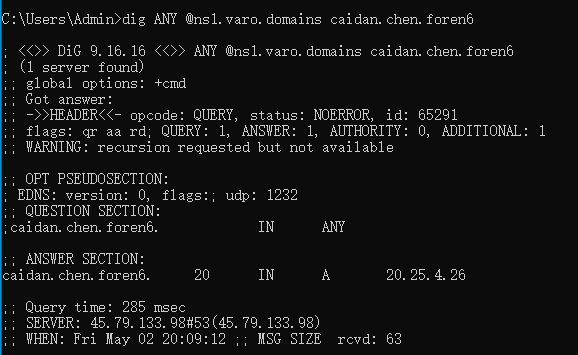 C:\Users\Admin>dig ANY @ns1.varo.domains caidan.chen.foren6
; <<>> DiG 9.16.16 <<>> ANY @ns1.varo.domains caidan.chen.foren6
; (1 server found)
;; global options: +cmd
;; Got answer:
;; ->>HEADER<<- opcode: QUERY, status: NOERROR, id: 65291
;; flags: qr aa rd; QUERY: 1, ANSWER: 1, AUTHORITY: 0, ADDITIONAL: 1
;; WARNING: recursion requested but not available
;; OPT PSEUDOSECTION:
; EDNS: version: 0, flags:; udp: 1232
;; QUESTION SECTION:
;caidan.chen.foren6. IN ANY
;; ANSWER SECTION:
caidan.chen.foren6. 20 IN A 20.25.4.26
;; Query time: 285 msec
;; SERVER: 45.79.133.98#53(45.79.133.98)
;; WHEN: Fri May 02 20:09:12 ;; MSG SIZE rcvd: 63